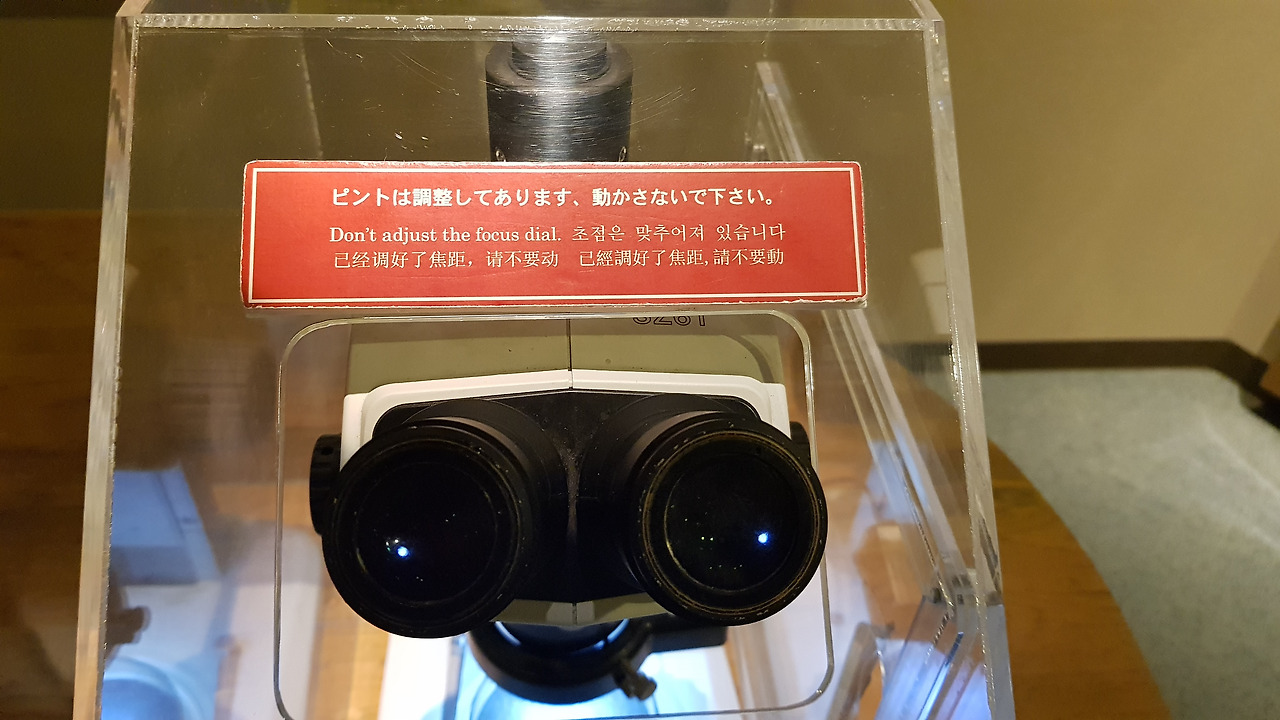 ピントは調整してあります、動かさないで下さい。
Don't adjust the focus dial. 초점은 맞추어져 있습니다
已经调好了焦距，请不要动 已經調好了焦距,請不要動
SZ61